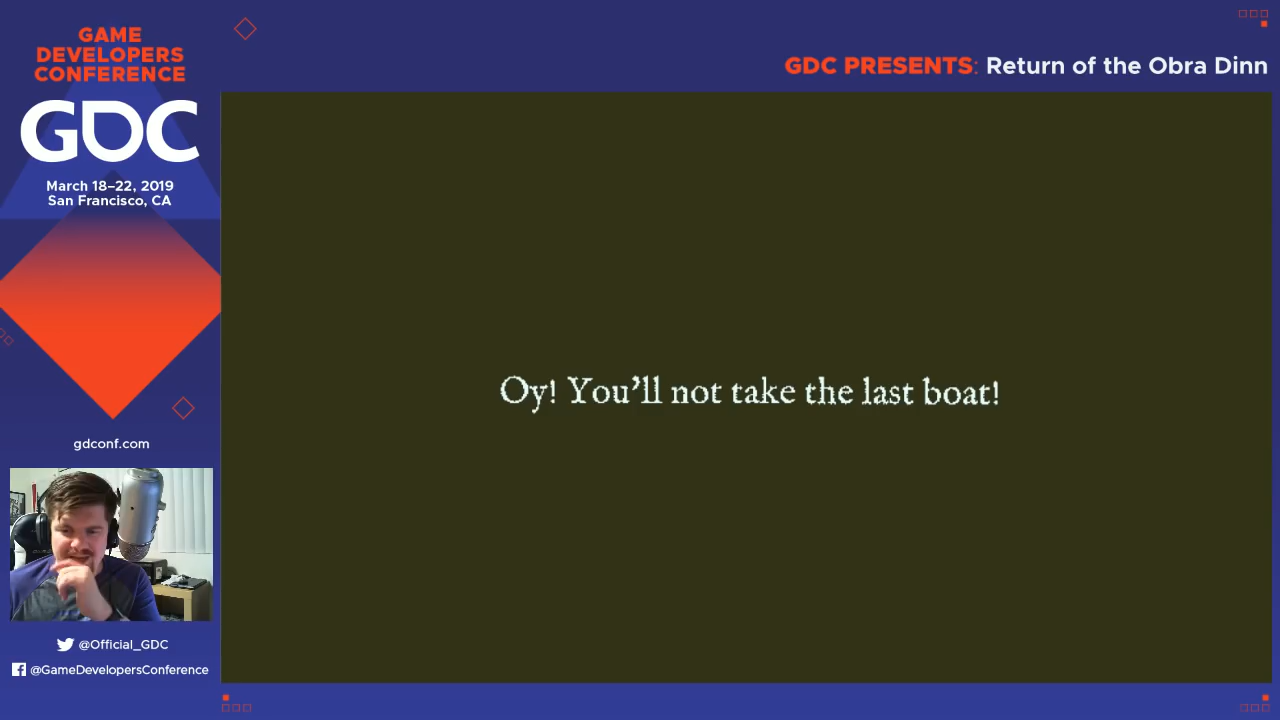 GAME
DEVELOPERS
CONFERENCE
GDC
March 18–22, 2019
San Francisco, CA
gdconf.com
@Official_GDC
@GameDevelopersConference
GDC PRESENTS: Return of the Obra Dinn
Oy! You’ll not take the last boat!